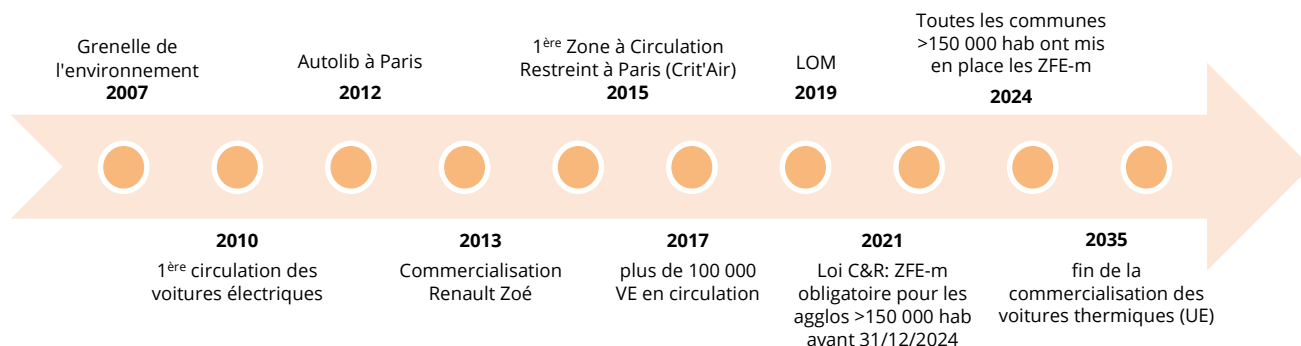 Grenelle de
l'environnement
2007
Autolib à Paris
2012
1ère Zone à Circulation
Restreint à Paris (Crit'Air)
2015
LOM
2019
Toutes les communes
>150 000 hab ont mis
en place les ZFE-m
2024
2010
1ère circulation des
voitures électriques
2013
Commercialisation
Renault Zoé
2017
plus de 100 000
VE en circulation
2021
Loi C&R: ZFE-m
obligatoire pour les
agglos >150 000 hab
avant 31/12/2024
2035
fin de la
commercialisation des
voitures thermiques (UE)